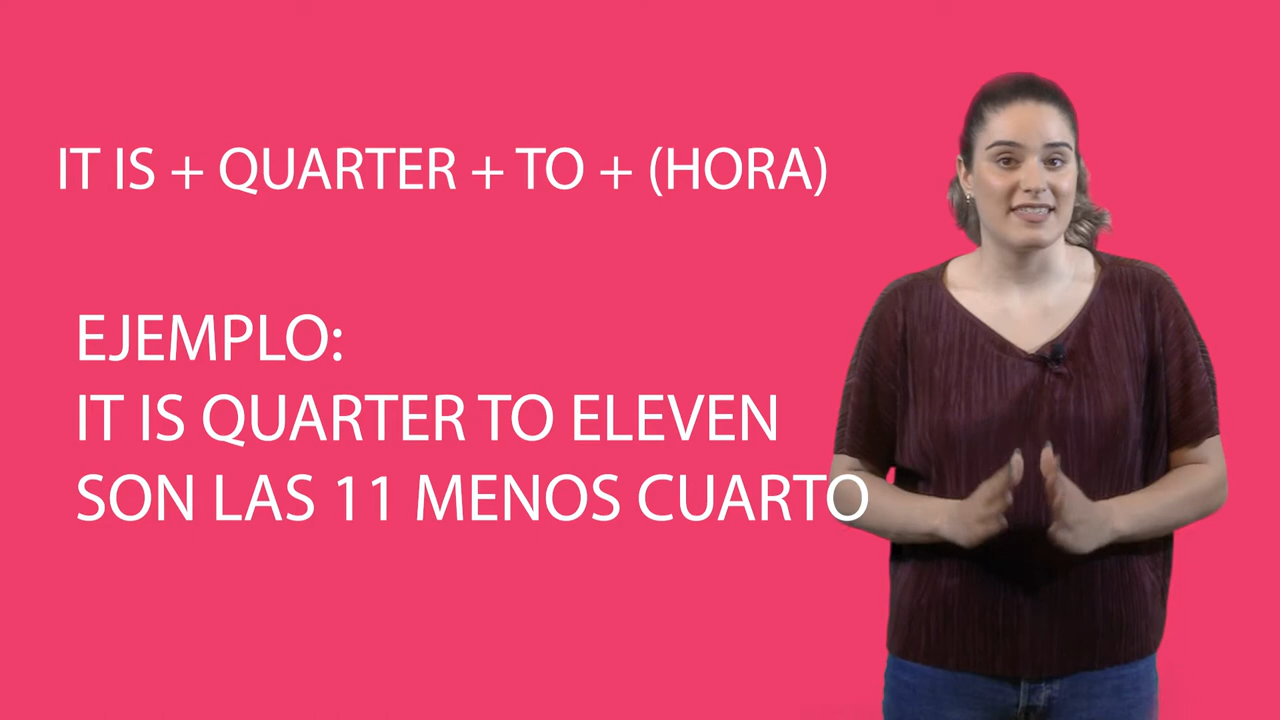 IT IS + QUARTER + TO + (HORA)
EJEMPLO:
IT IS QUARTER TO ELEVEN
SON LAS 11 MENOS CUARTO